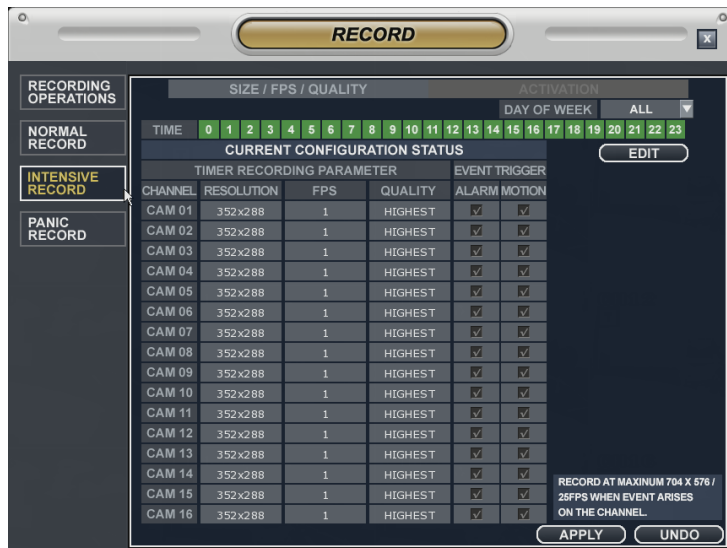 RECORD
X
RECORDING OPERATIONS
NORMAL RECORD
INTENSIVE RECORD
PANIC RECORD
SIZE / FPS / QUALITY ACTIVATION
DAY OF WEEK ALL
TIME 0 1 2 3 4 5 6 7 8 9 10 11 12 13 14 15 16 17 18 19 20 21 22 23
CURRENT CONFIGURATION STATUS EDIT
TIMER RECORDING PARAMETER EVENT TRIGGER
CHANNEL RESOLUTION FPS QUALITY ALARM MOTION
CAM 01 352x288 1 HIGHEST
CAM 02 352x288 1 HIGHEST
CAM 03 352x288 1 HIGHEST
CAM 04 352x288 1 HIGHEST
CAM 05 352x288 1 HIGHEST
CAM 06 352x288 1 HIGHEST
CAM 07 352x288 1 HIGHEST
CAM 08 352x288 1 HIGHEST
CAM 09 352x288 1 HIGHEST
CAM 10 352x288 1 HIGHEST
CAM 11 352x288 1 HIGHEST
CAM 12 352x288 1 HIGHEST
CAM 13 352x288 1 HIGHEST
CAM 14 352x288 1 HIGHEST
CAM 15 352x288 1 HIGHEST
CAM 16 352x288 1 HIGHEST
RECORD AT MAXINUM 704 X 576 /
25FPS WHEN EVENT ARISES
ON THE CHANNEL.
APPLY UNDO